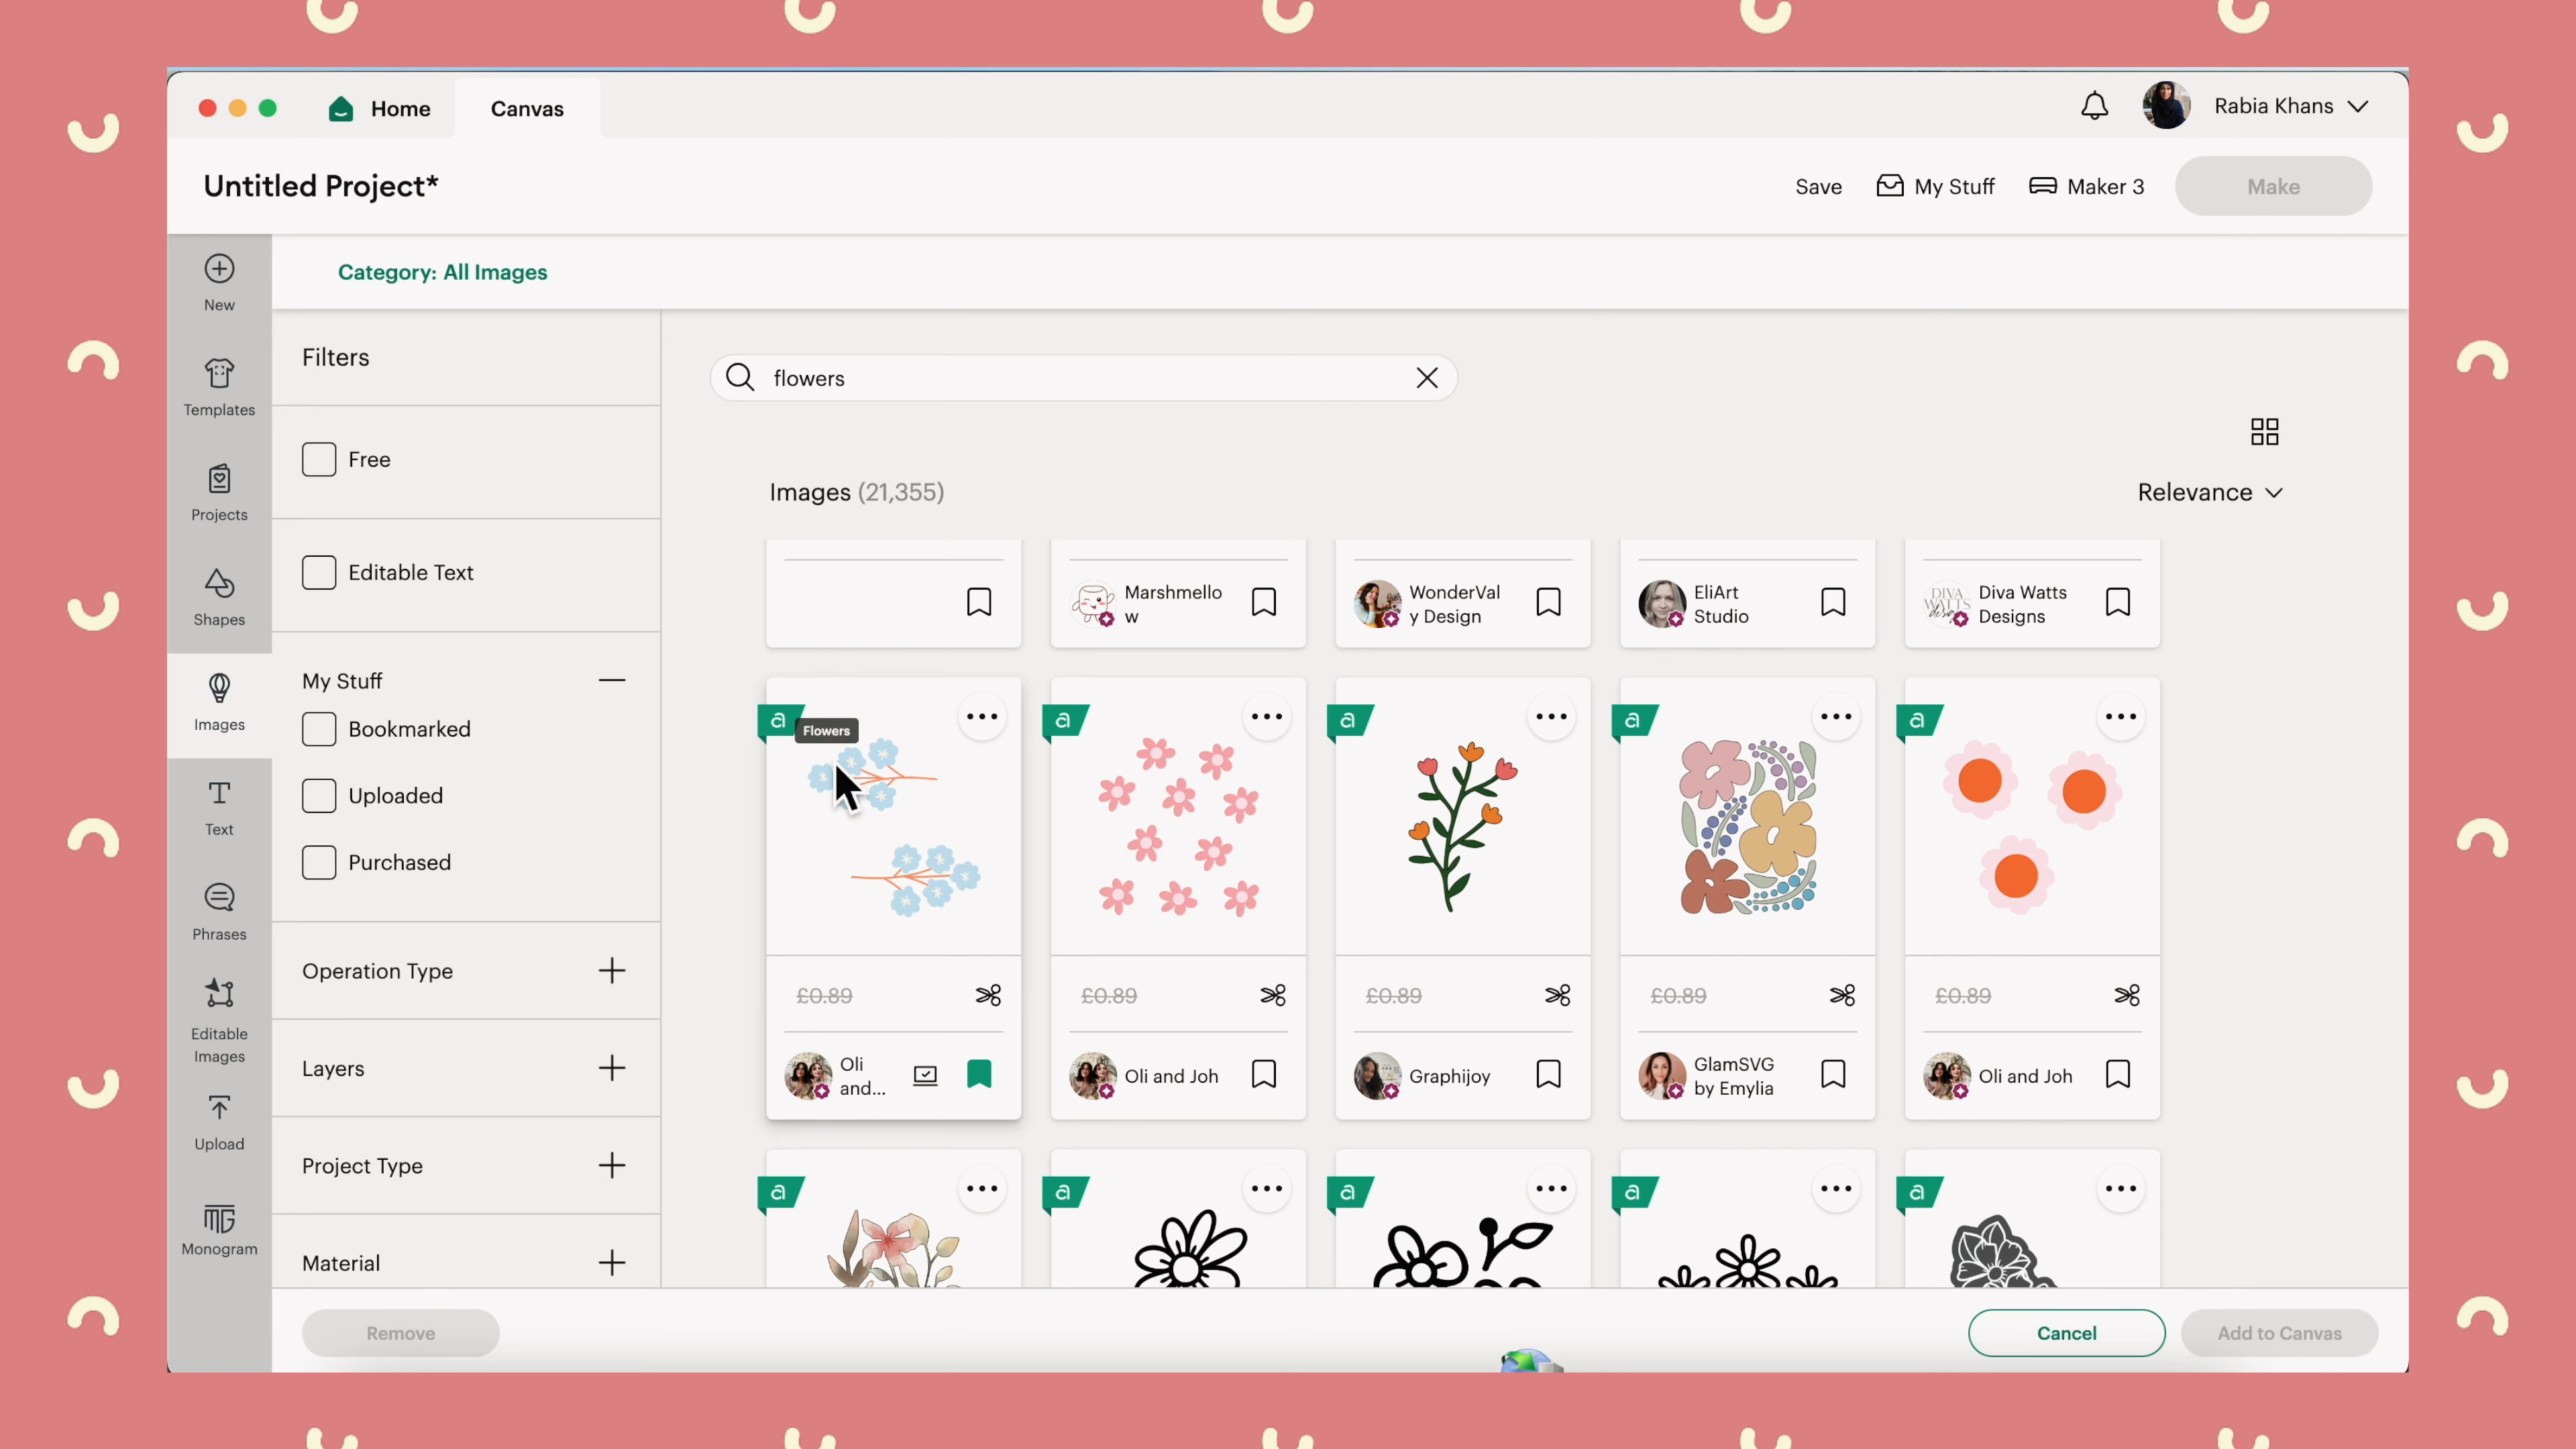 Home
Canvas
Rabia Khans
Untitled Project*
Save
My Stuff
Maker 3
Make
New
Templates
Projects
Shapes
Images
Text
Phrases
Editable
Images
Upload
Monogram
Category: All Images
Filters
Free
Editable Text
My Stuff
Bookmarked
Uploaded
Purchased
Operation Type
Layers
Project Type
Material
flowers
Images (21,355)
Relevance
Marshmello
w
WonderVal
y Design
EliArt
Studio
DIVA
WATTS
Diva Watts
Designs
a
Flowers
a
a
a
a
£0.89
£0.89
£0.89
£0.89
£0.89
Oli
and...
Oli and Joh
Graphijoy
GlamSVG
by Emylia
Oli and Joh
a
a
a
a
a
Remove
Cancel
Add to Canvas